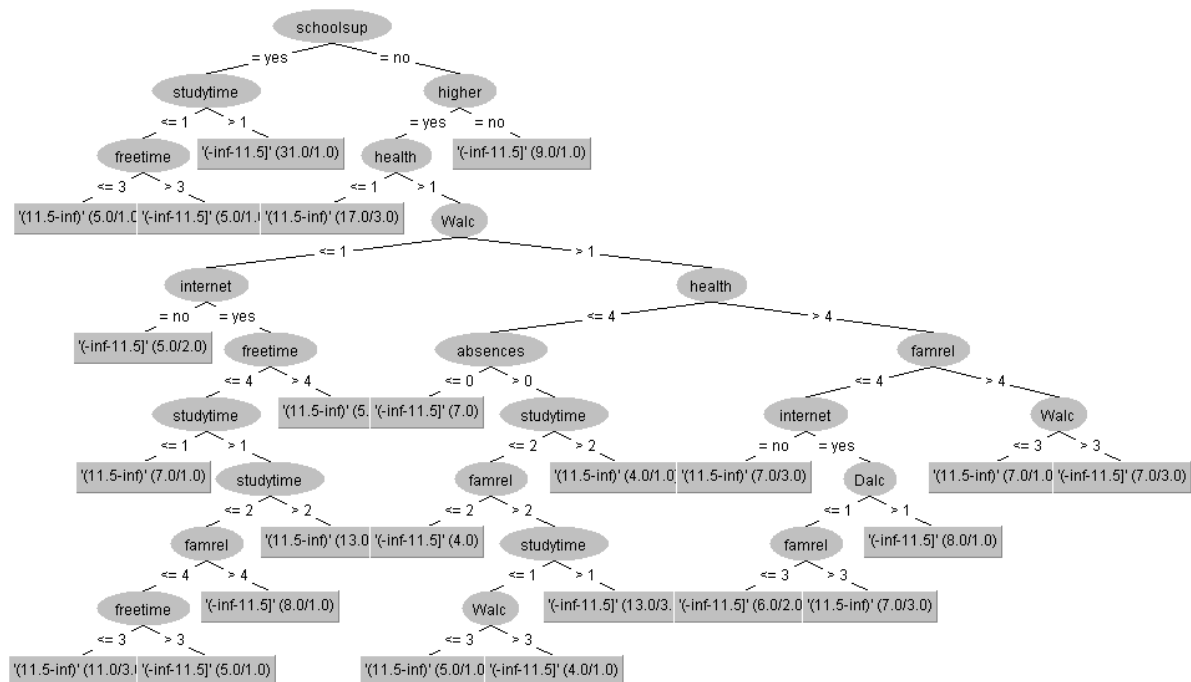 schoolsup
= yes = no
studytime higher
<= 1 > 1 = yes = no
freetime '(-inf-11.5]' (31.0/1.0) health '(-inf-11.5]' (9.0/1.0)
<= 3 > 3 <= 1 > 1
'(11.5-inf)' (5.0/1.0 '(-inf-11.5]' (5.0/1. '(11.5-inf)' (17.0/3.0) Walc
<= 1 > 1
internet health
= no = yes <= 4 > 4
'(-inf-11.5]' (5.0/2.0) freetime absences famrel
<= 4 > 4 <= 0 > 0 <= 4 > 4
studytime '(11.5-inf)' (5. '(-inf-11.5]' (7.0) studytime internet Walc
<= 1 > 1 <= 2 > 2 = no = yes <= 3 > 3
'(11.5-inf)' (7.0/1.0) studytime famrel '(11.5-inf)' (4.0/1.0 '(11.5-inf)' (7.0/3.0) Dalc '(11.5-inf)' (7.0/1.0 '(-inf-11.5]' (7.0/3.0)
<= 2 > 2 <= 2 > 2 <= 1 > 1
famrel '(11.5-inf)' (13.0 '(-inf-11.5]' (4.0) studytime famrel '(-inf-11.5]' (8.0/1.0)
<= 4 > 4 <= 1 > 1 <= 3 > 3
freetime '(-inf-11.5]' (8.0/1.0) Walc '(-inf-11.5]' (13.0/3. '(-inf-11.5]' (6.0/2.0 '(11.5-inf)' (7.0/3.0)
<= 3 > 3 <= 3 > 3
'(11.5-inf)' (11.0/3. '(-inf-11.5]' (5.0/1.0) '(11.5-inf)' (5.0/1.0 '(-inf-11.5]' (4.0/1.0)